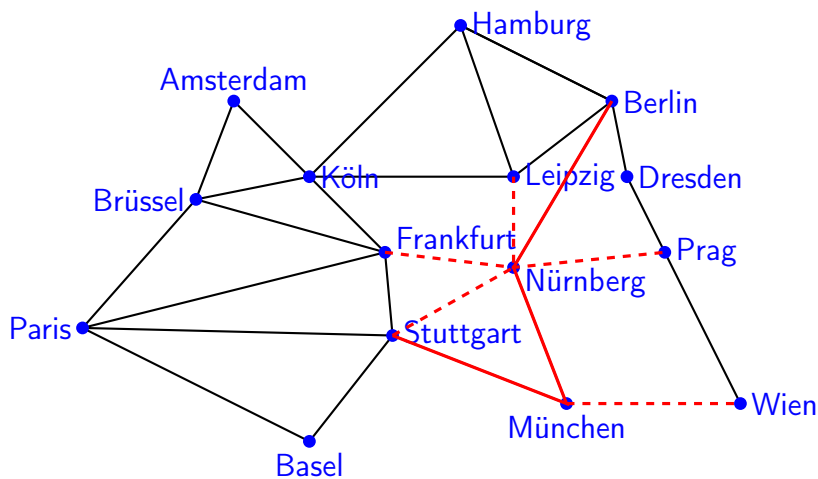 Hamburg
Amsterdam
Berlin
Köln
Leipzig
Dresden
Brüssel
Frankfurt
Prag
Nürnberg
Paris
Stuttgart
Wien
München
Basel